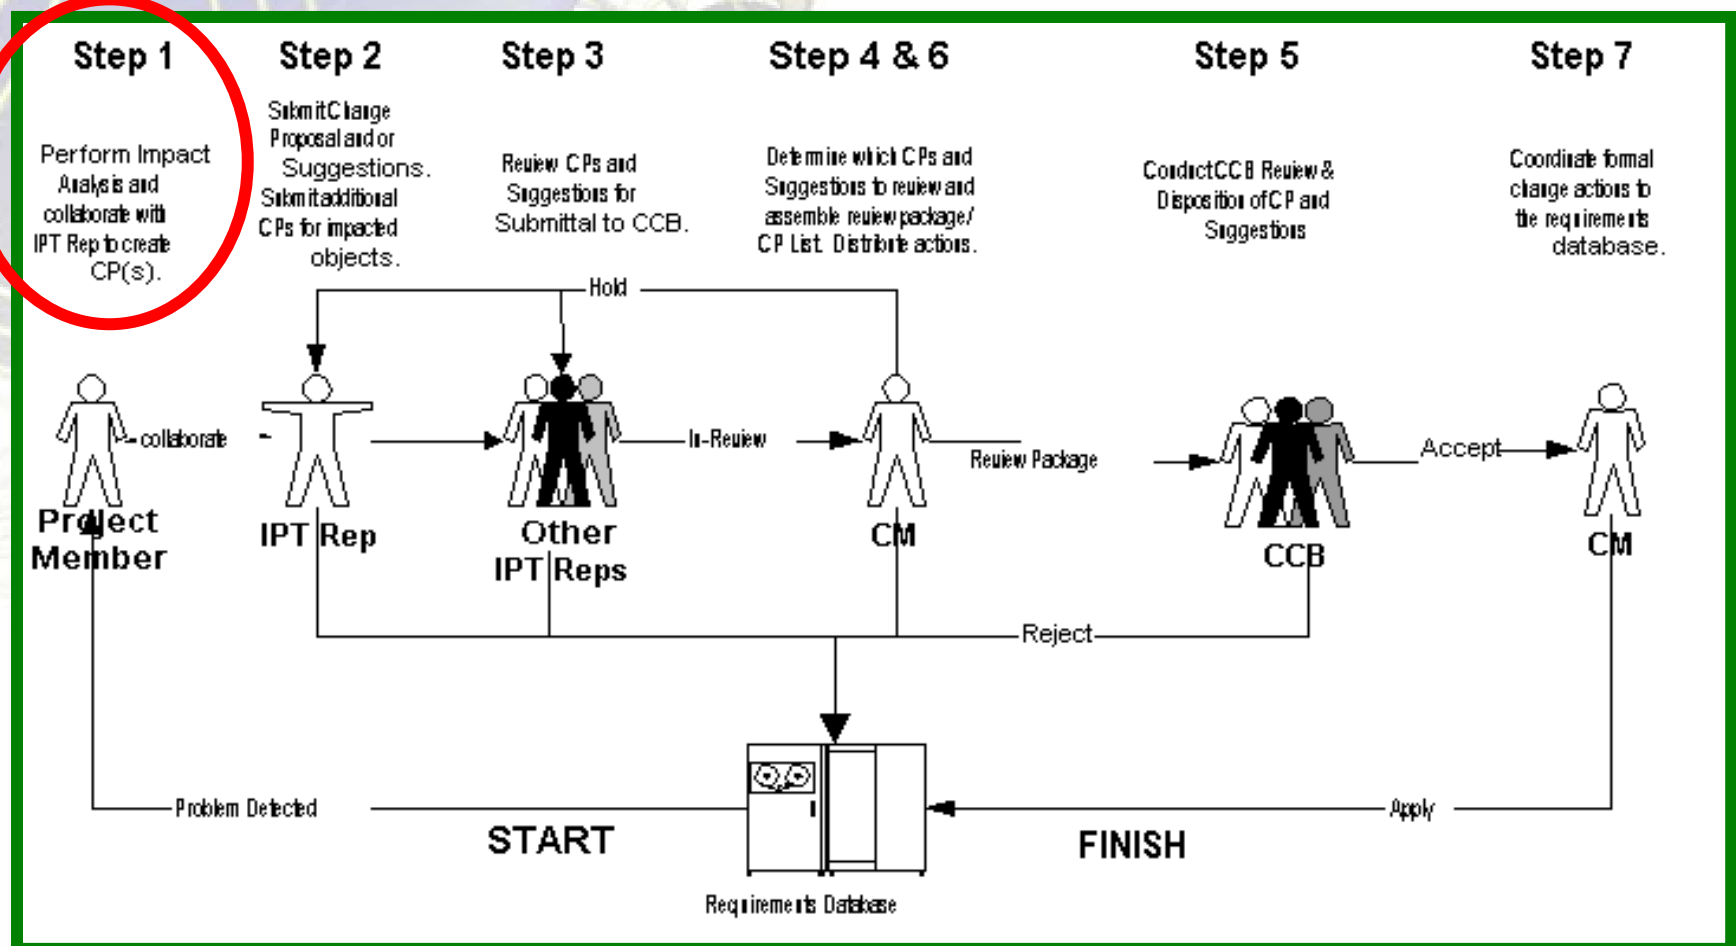 Step 1
Perform Impact
Analysis and
collaborate with
IPT Rep to create
CP(s).
Step 2
Submit Change
Proposal and or
Suggestions.
Submit additional
CPs for impacted
objects.
Step 3
Review CPs and
Suggestions for
Submittal to CCB.
Step 4 & 6
Determine which CPs and
Suggestions to review and
assemble review package/
CP List. Distribute actions.
Step 5
Conduct CCB Review &
Disposition of CP and
Suggestions
Step 7
Coordinate formal
change actions to
the requirements
database.
Hold
collaborate
In-Review
Review Package
Accept
Project
Member
IPT Rep
Other
IPT Reps
CM
CCB
CM
Reject
Problem Detected
START
Apply
FINISH
Requirements Database